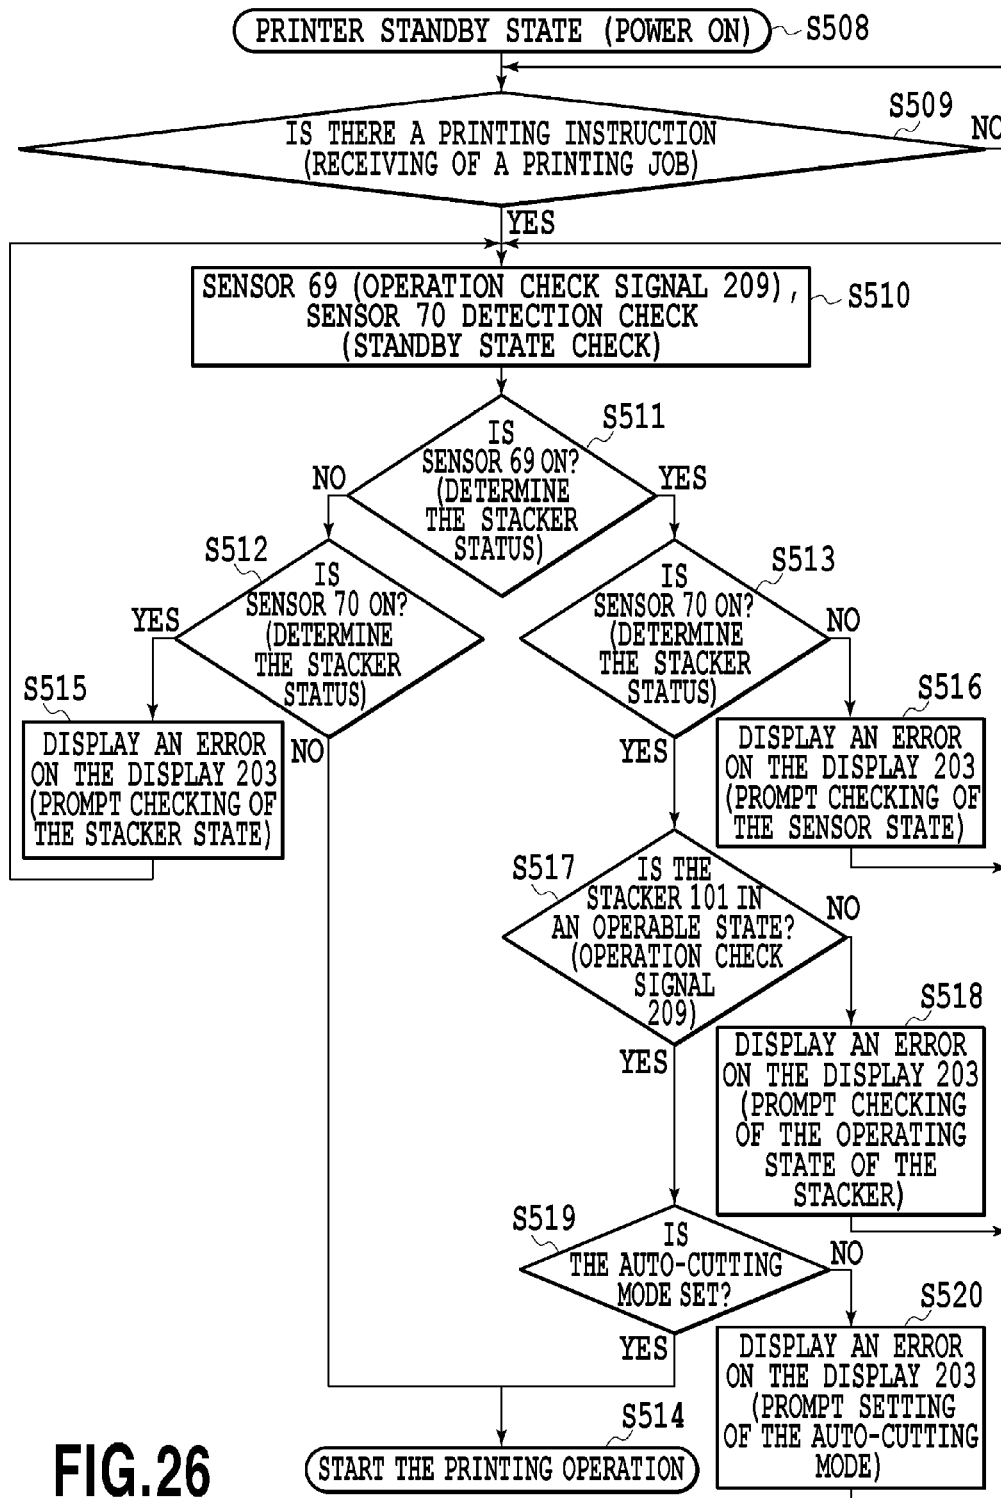 PRINTER STANDBY STATE (POWER ON)
S508
S509
IS THERE A PRINTING INSTRUCTION
(RECEIVING OF A PRINTING JOB)
NO
YES
SENSOR 69 (OPERATION CHECK SIGNAL 209),
SENSOR 70 DETECTION CHECK
(STANDBY STATE CHECK)
S510
S511
IS
SENSOR 69 ON?
(DETERMINE
THE STACKER
STATUS)
NO
YES
S512
IS
SENSOR 70 ON?
(DETERMINE
THE STACKER
STATUS)
YES
NO
S513
IS
SENSOR 70 ON?
(DETERMINE
THE STACKER
STATUS)
NO
YES
S515
DISPLAY AN ERROR
ON THE DISPLAY 203
(PROMPT CHECKING OF
THE STACKER STATE)
S516
DISPLAY AN ERROR
ON THE DISPLAY 203
(PROMPT CHECKING OF
THE SENSOR STATE)
S517
IS THE
STACKER 101 IN
AN OPERABLE STATE?
(OPERATION CHECK
SIGNAL
209)
NO
YES
S518
DISPLAY AN ERROR
ON THE DISPLAY 203
(PROMPT CHECKING
OF THE OPERATING
STATE OF THE
STACKER)
S519
IS
THE AUTO-CUTTING
MODE SET?
NO
YES
S520
DISPLAY AN ERROR
ON THE DISPLAY 203
(PROMPT SETTING
OF THE AUTO-CUTTING
MODE)
S514
START THE PRINTING OPERATION
FIG.26